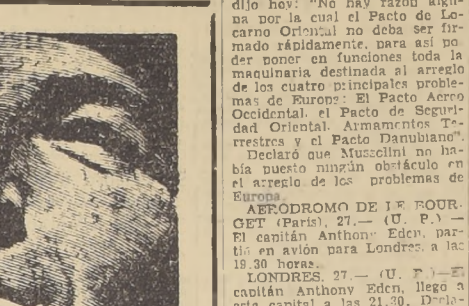 dijo hoy: "No hay razón algu-
na por la cual el Pacto de Lo-
carno Oriental no deba ser fir-
mado rápidamente, para así po
der poner en funciones toda la
maquinaria destinada al arreglo
de los cuatro principales proble-
mas de Europa: El Pacto Aereo
Occidental, el Pacto de Seguri-
dad Oriental. Armamentos Te-
rrestres y el Pacto Danubiano".
Declaró que Mussolini no ha-
bía puesto ningún obstáculo en
el arreglo de los problemas de
Europa.
AERODROMO DE LE BOUR-
GET (París), 27.— (U. P.) —
El capitán Anthony Eden, par-
tió en avión para Londres, a las
19.30 horas.
LONDRES, 27.— (U. P.)—El
capitán Anthony Eden, llegó a
esta capital a las 21.30. Decla-